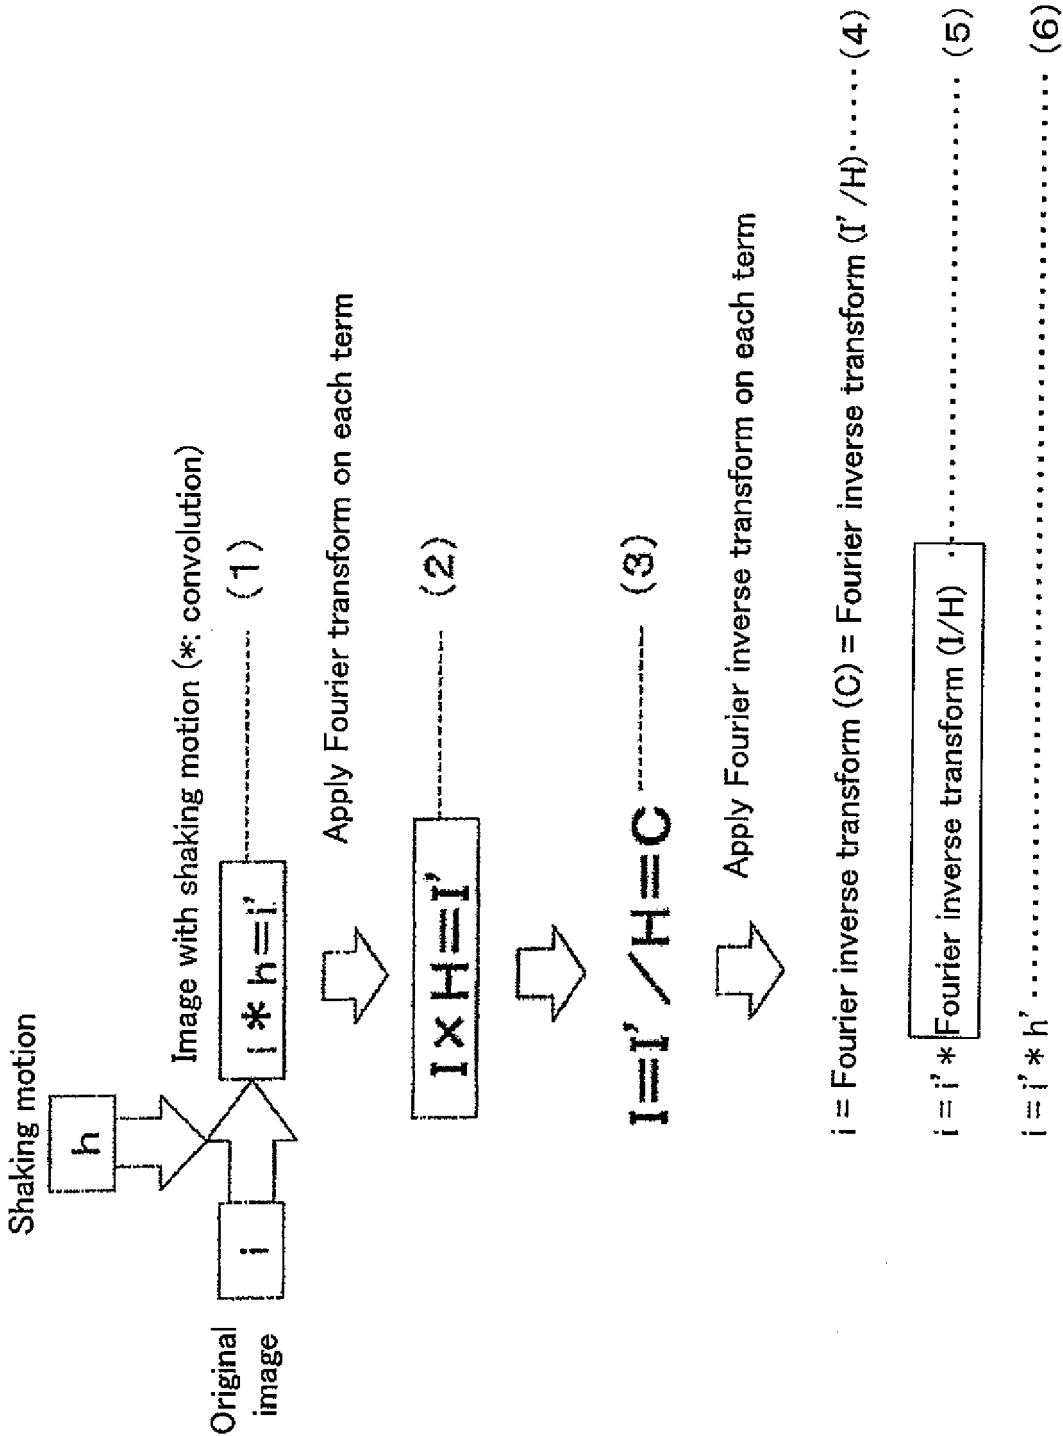 Shaking motion
h
Original
image
i
Image with shaking motion (*: convolution)
i * h=i' (1)
Apply Fourier transform on each term
I×H=I' (2)
I=I' /H=C (3)
Apply Fourier inverse transform on each term
i = Fourier inverse transform (C) = Fourier inverse transform (I' /H)······(4)
i = i' * Fourier inverse transform (I/H) ······ (5)
i = i' * h' ······ (6)